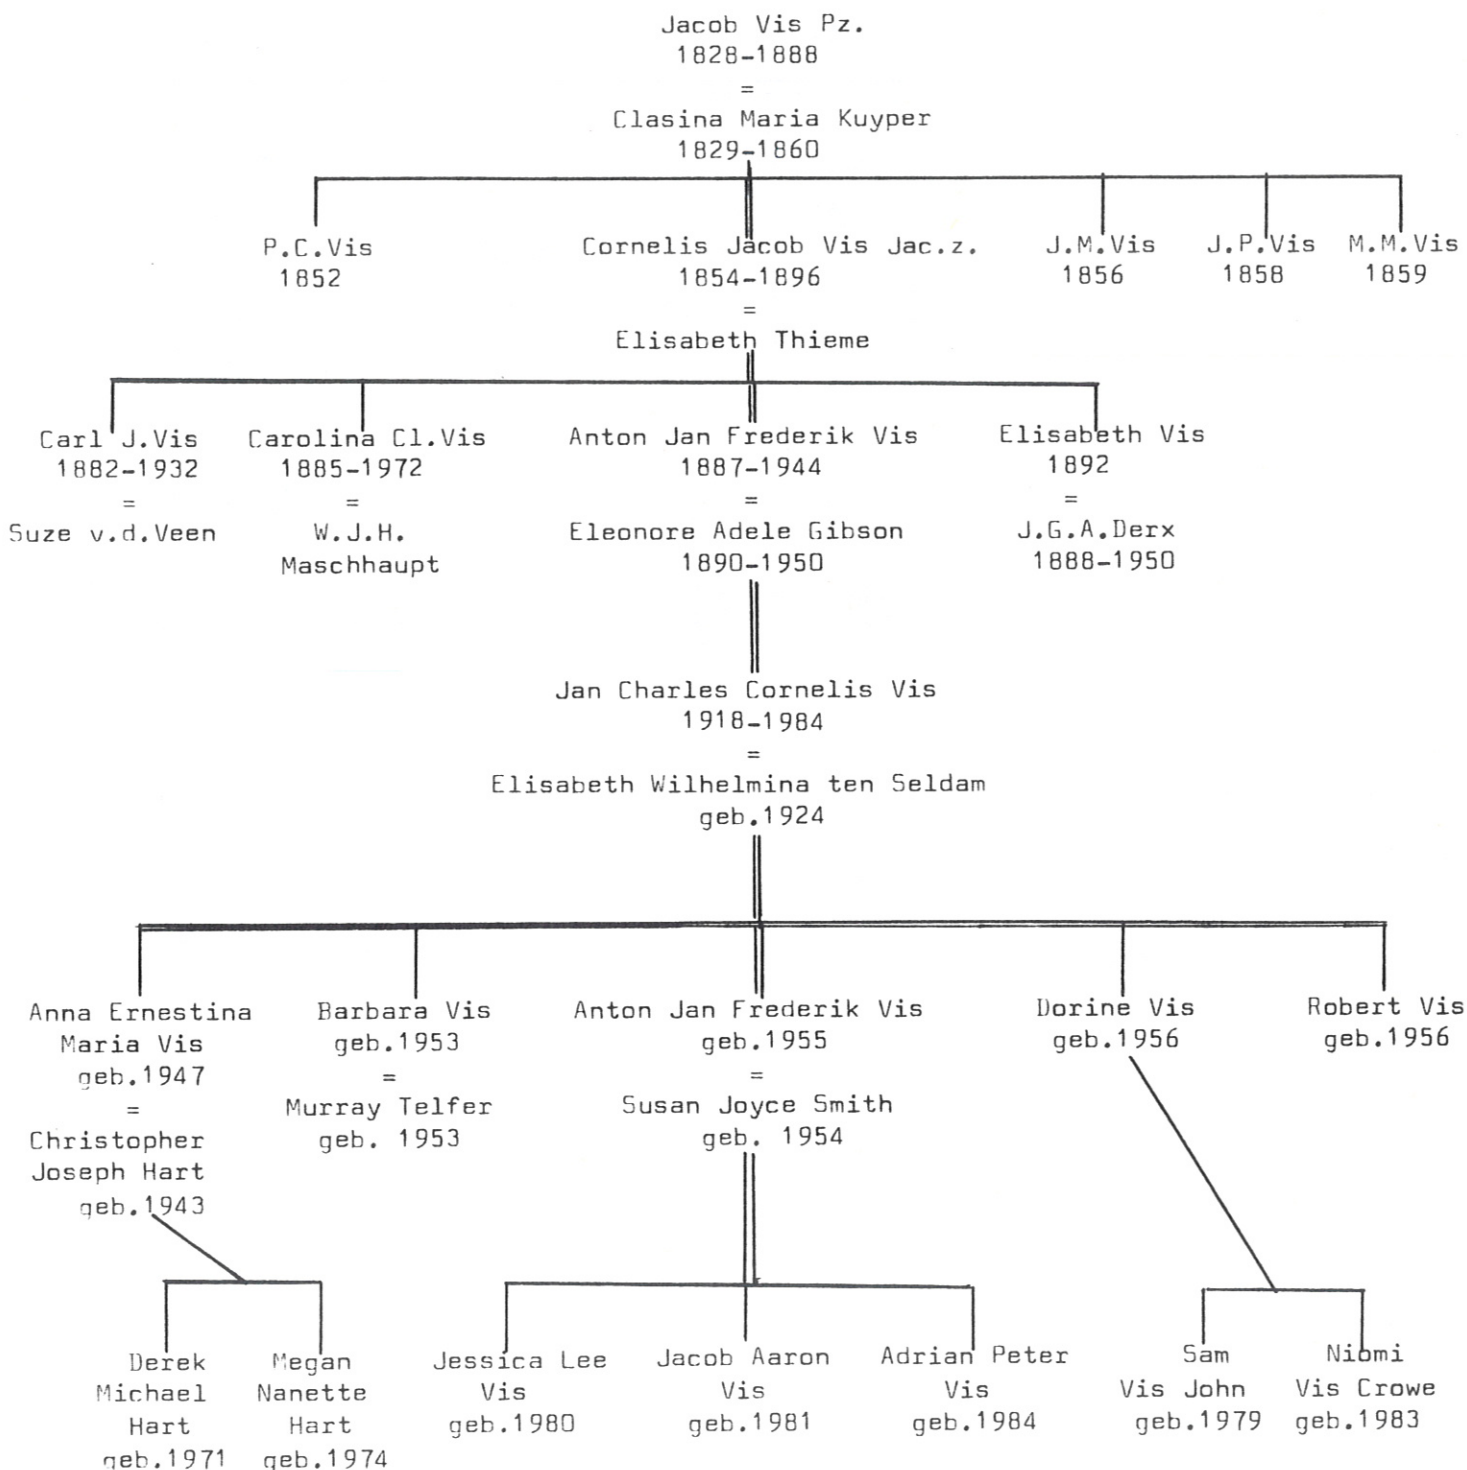 Jacob Vis Pz.
1828-1888
=
Clasina Maria Kuyper
1829-1860
P.C.Vis
1852
Cornelis Jacob Vis Jac.z.
1854-1896
=
Elisabeth Thieme
J.M.Vis
1856
J.P.Vis
1858
M.M.Vis
1859
Carl J.Vis
1882-1932
=
Suze v.d.Veen
Carolina Cl.Vis
1885-1972
=
W.J.H.
Maschhaupt
Anton Jan Frederik Vis
1887-1944
=
Eleonore Adele Gibson
1890-1950
Elisabeth Vis
1892
=
J.G.A.Derx
1888-1950
Jan Charles Cornelis Vis
1918-1984
=
Elisabeth Wilhelmina ten Seldam
geb.1924
Anna Ernestina
Maria Vis
geb.1947
=
Christopher
Joseph Hart
geb.1943
Barbara Vis
geb.1953
=
Murray Telfer
geb. 1953
Anton Jan Frederik Vis
geb.1955
=
Susan Joyce Smith
geb. 1954
Dorine Vis
geb.1956
Robert Vis
geb.1956
Derek
Michael
Hart
geb.1971
Megan
Nanette
Hart
geb.1974
Jessica Lee
Vis
geb.1980
Jacob Aaron
Vis
geb.1981
Adrian Peter
Vis
geb.1984
Sam
Vis John
geb.1979
Niomi
Vis Crowe
geb.1983